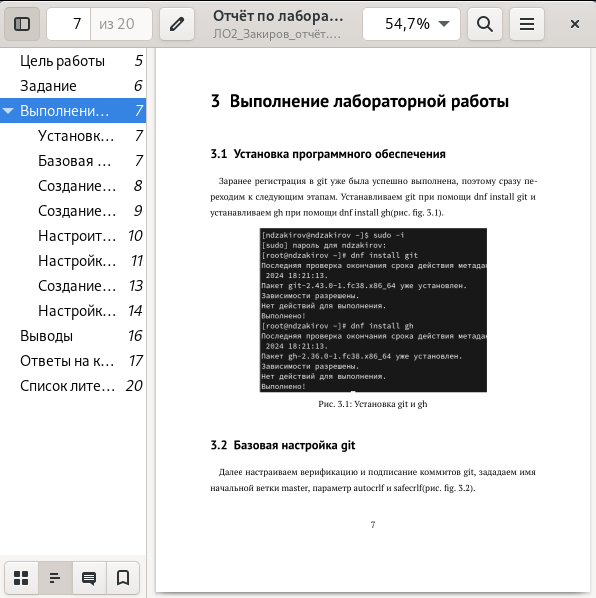 7 из 20
Отчёт по лабора…
ЛО2_Закиров_отчёт.…
54,7%
Цель работы 5
Задание 6
Выполнени… 7
Установк… 7
Базовая … 7
Создание… 8
Создание… 9
Настроит… 10
Настройк… 11
Создание… 13
Настройк… 14
Выводы 16
Ответы на к… 17
Список лите… 20
3 Выполнение лабораторной работы
3.1 Установка программного обеспечения
Заранее регистрация в git уже была успешно выполнена, поэтому сразу пе-
реходим к следующим этапам. Устанавливаем git при помощи dnf install git и
устанавливаем gh при помощи dnf install gh(рис. fig. 3.1).
[ndzakirov@ndzakirov ~]$ sudo -i
[sudo] пароль для ndzakirov:
[root@ndzakirov ~]# dnf install git
Последняя проверка окончания срока действия метадан
2024 18:21:13.
Пакет git-2.43.0-1.fc38.x86_64 уже установлен.
Зависимости разрешены.
Нет действий для выполнения.
Выполнено!
[root@ndzakirov ~]# dnf install gh
Последняя проверка окончания срока действия метадан
2024 18:21:13.
Пакет gh-2.36.0-1.fc38.x86_64 уже установлен.
Зависимости разрешены.
Нет действий для выполнения.
Выполнено!
Рис. 3.1: Установка git и gh
3.2 Базовая настройка git
Далее настраиваем верификацию и подписание коммитов git, зададаем имя
начальной ветки master, параметр autocrlf и safecrlf(рис. fig. 3.2).
7